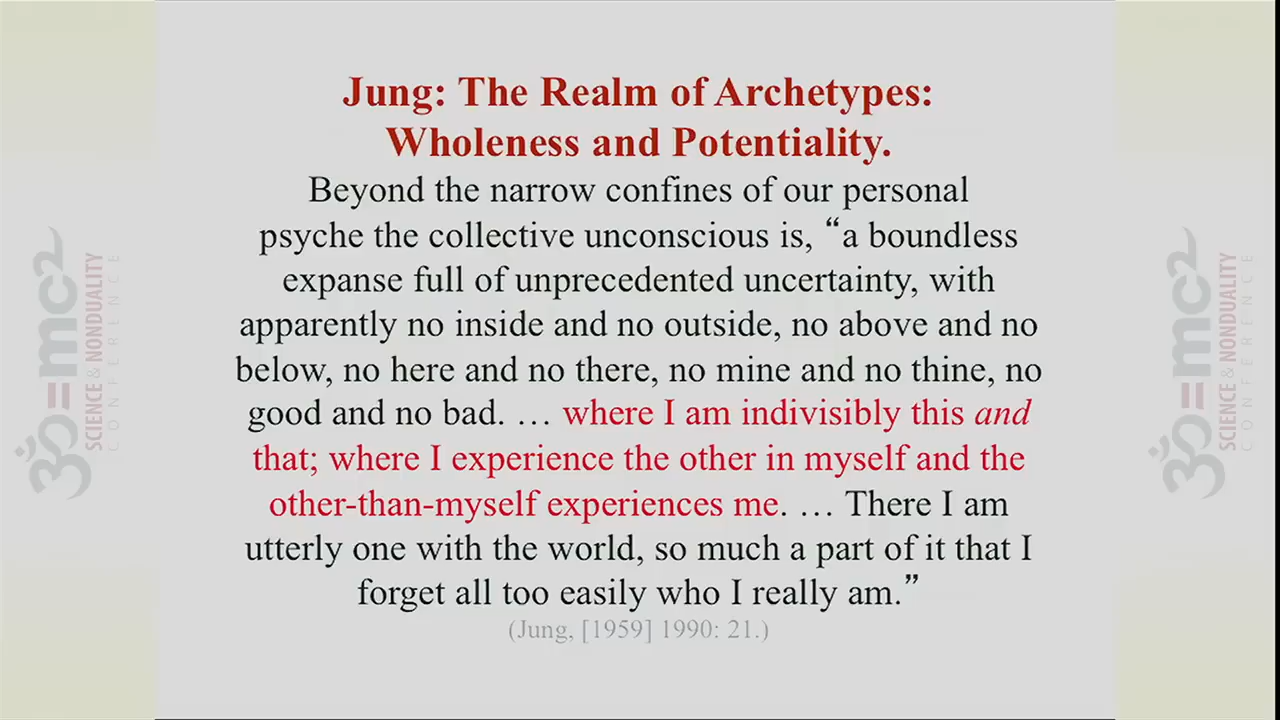 Jung: The Realm of Archetypes:
Wholeness and Potentiality.
Beyond the narrow confines of our personal
psyche the collective unconscious is, “a boundless
expanse full of unprecedented uncertainty, with
apparently no inside and no outside, no above and no
below, no here and no there, no mine and no thine, no
good and no bad. … where I am indivisibly this and
that; where I experience the other in myself and the
other-than-myself experiences me. … There I am
utterly one with the world, so much a part of it that I
forget all too easily who I really am.”
(Jung, [1959] 1990: 21.)
ॐ=mc2
SCIENCE & NONDUALITY
CONFERENCE
ॐ=mc2
SCIENCE & NONDUALITY
CONFERENCE